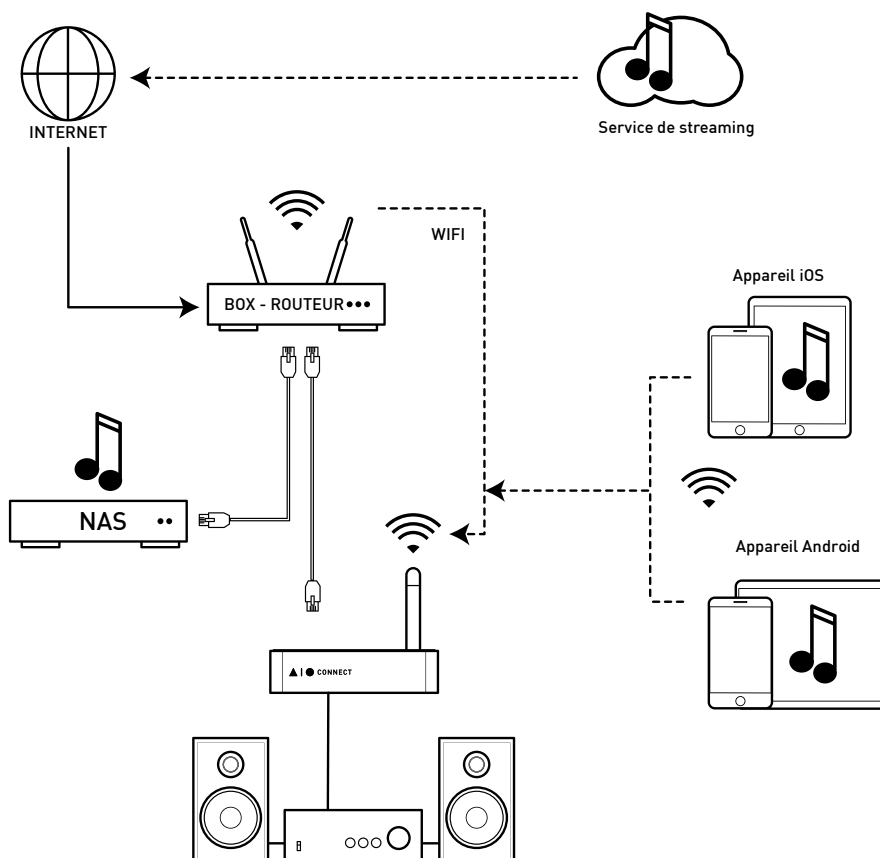 INTERNET
Service de streaming
WIFI
Appareil iOS
BOX - ROUTEUR
NAS
Appareil Android
CONNECT